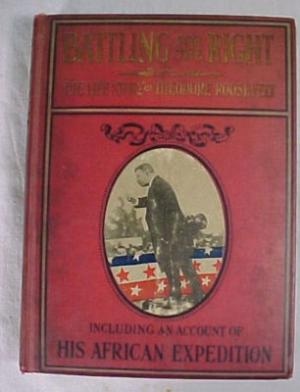 BATTLING FOR THE RIGHT
THE LIFE STORY OF THEODORE ROOSEVELT
INCLUDING AN ACCOUNT OF
HIS AFRICAN EXPEDITION